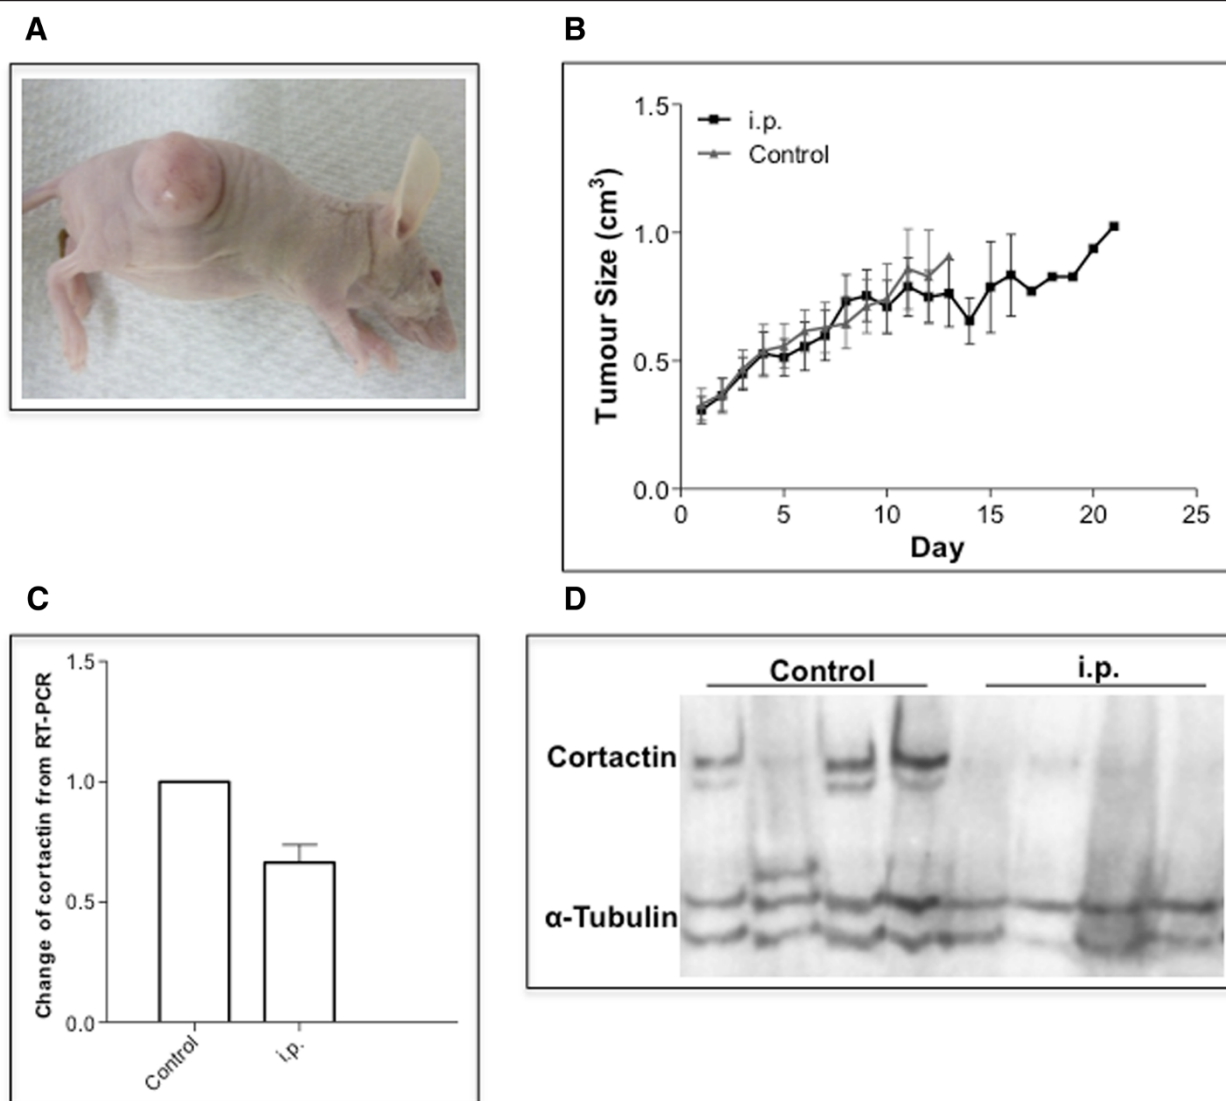 A
B
1.5
i.p.
Control
1.0
0.5
0.0
Tumour Size (cm³)
0
5
10
15
20
25
Day
C
D
1.5
1.0
0.5
0.0
Change of cortactin from RT-PCR
Control
i.p.
Control
i.p.
Cortactin
α-Tubulin